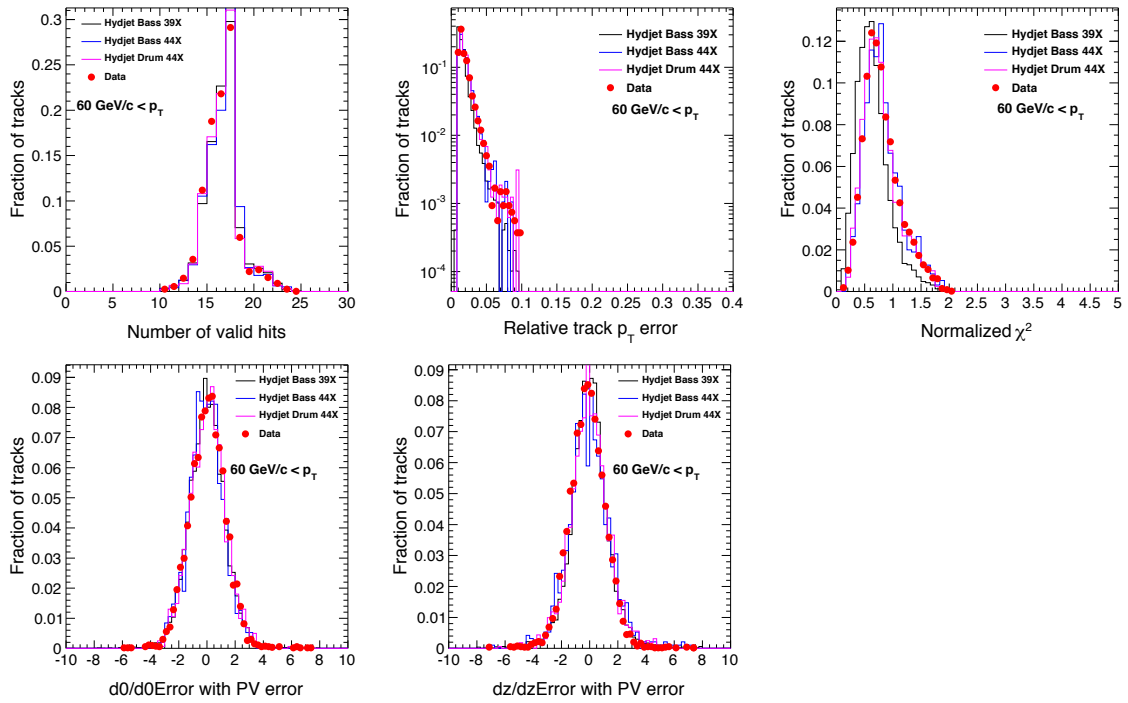 Fraction of tracks
0.3
0.25
0.2
0.15
0.1
0.05
0
Hydjet Bass 39X
Hydjet Bass 44X
Hydjet Drum 44X
Data
60 GeV/c < p_T
0 5 10 15 20 25 30
Number of valid hits
Fraction of tracks
10⁻¹
10⁻²
10⁻³
10⁻⁴
Hydjet Bass 39X
Hydjet Bass 44X
Hydjet Drum 44X
Data
60 GeV/c < p_T
0 0.05 0.1 0.15 0.2 0.25 0.3 0.35 0.4
Relative track p_T error
Fraction of tracks
0.12
0.1
0.08
0.06
0.04
0.02
0
Hydjet Bass 39X
Hydjet Bass 44X
Hydjet Drum 44X
Data
60 GeV/c < p_T
0 0.5 1 1.5 2 2.5 3 3.5 4 4.5 5
Normalized χ²
Fraction of tracks
0.09
0.08
0.07
0.06
0.05
0.04
0.03
0.02
0.01
0
Hydjet Bass 39X
Hydjet Bass 44X
Hydjet Drum 44X
Data
60 GeV/c < p_T
-10 -8 -6 -4 -2 0 2 4 6 8 10
d0/d0Error with PV error
Fraction of tracks
0.09
0.08
0.07
0.06
0.05
0.04
0.03
0.02
0.01
0
Hydjet Bass 39X
Hydjet Bass 44X
Hydjet Drum 44X
Data
60 GeV/c < p_T
-10 -8 -6 -4 -2 0 2 4 6 8 10
dz/dzError with PV error